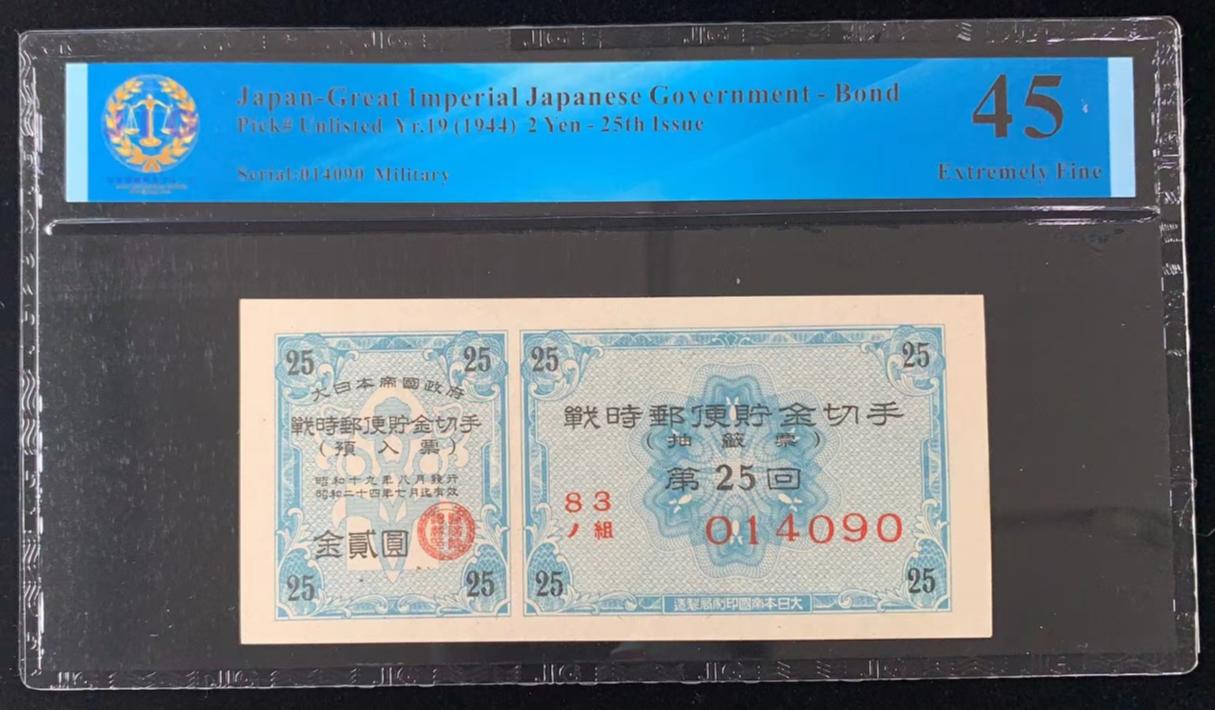 Japan-Great Imperial Japanese Government - Bond
Pick# Unlisted Yr.19 (1944) 2 Yen - 25th Issue
Serial:014090 Military
45
Extremely Fine
25 25
大日本帝國政府
戰時郵便貯金切手
（預入票）
昭和十九年八月發行
昭和二十四年七月迄有效
金貳圓
25 25
25 25
戰時郵便貯金切手
（抽籤票）
第25回
83
ノ組
014090
25 25
大日本帝國印刷局製造